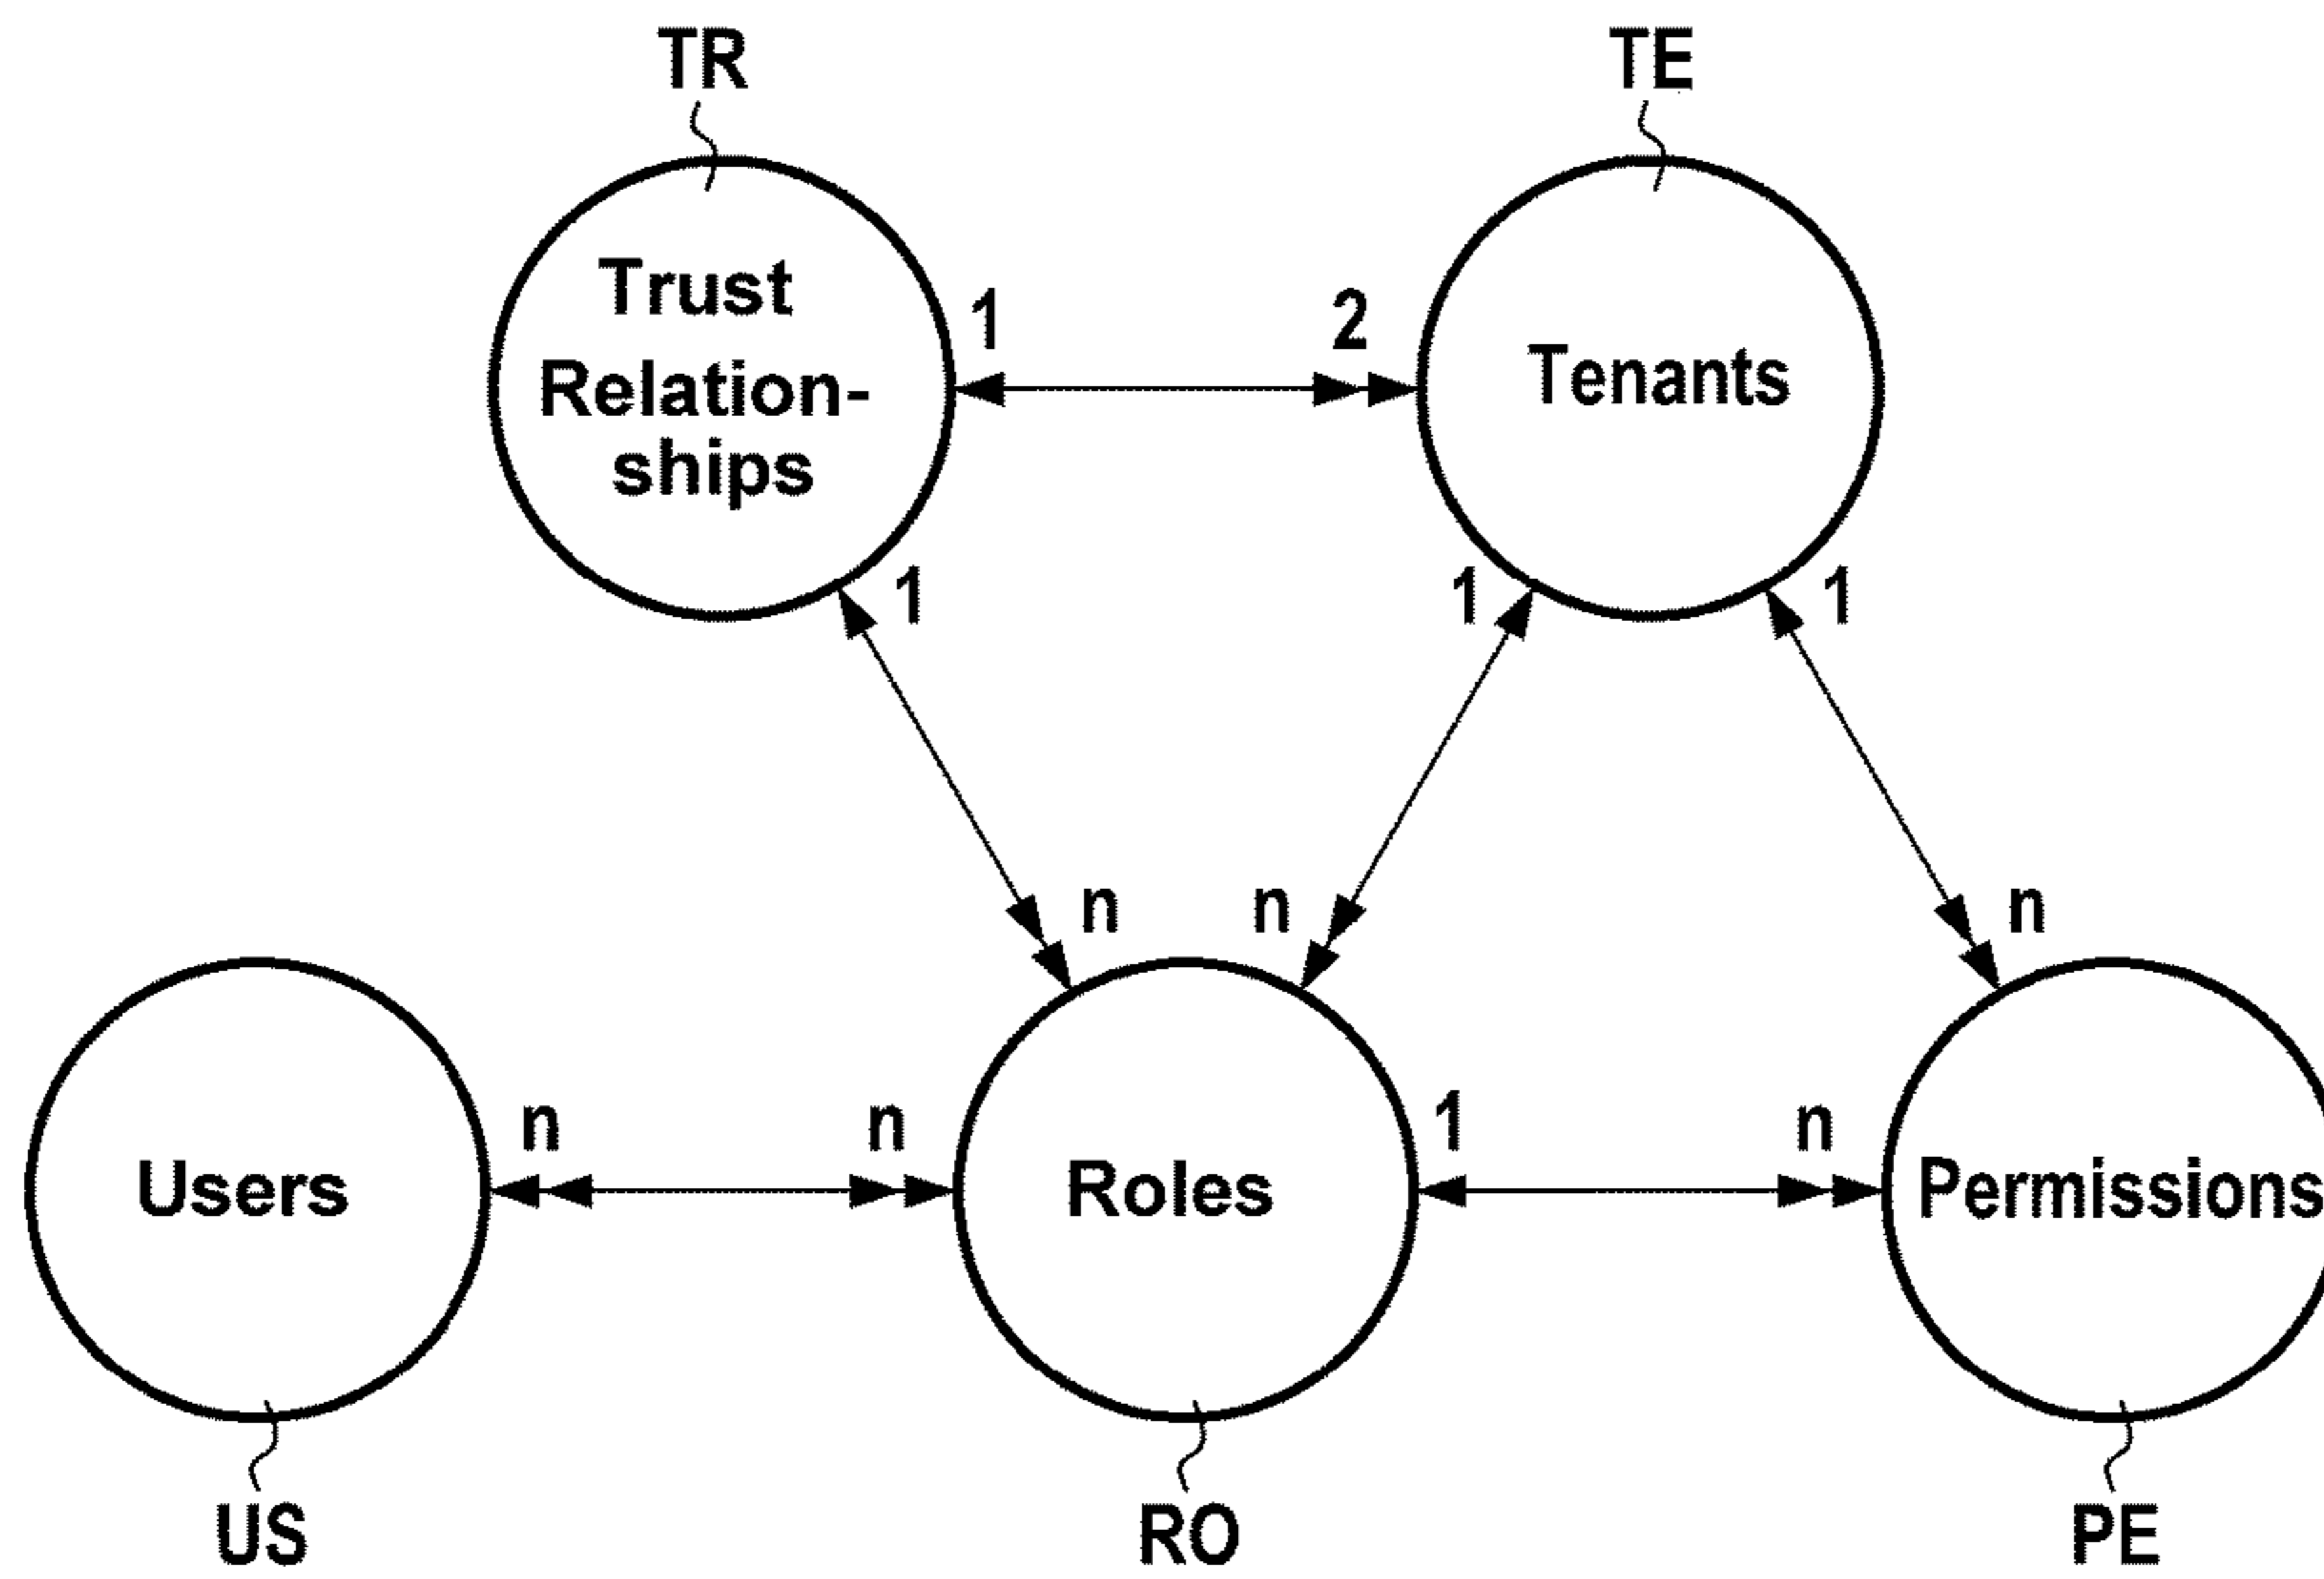 TR
TE
Trust
Relation-
ships
1
2
Tenants
1
1
1
n
n
n
Users
n
n
Roles
1
n
Permissions
US
RO
PE